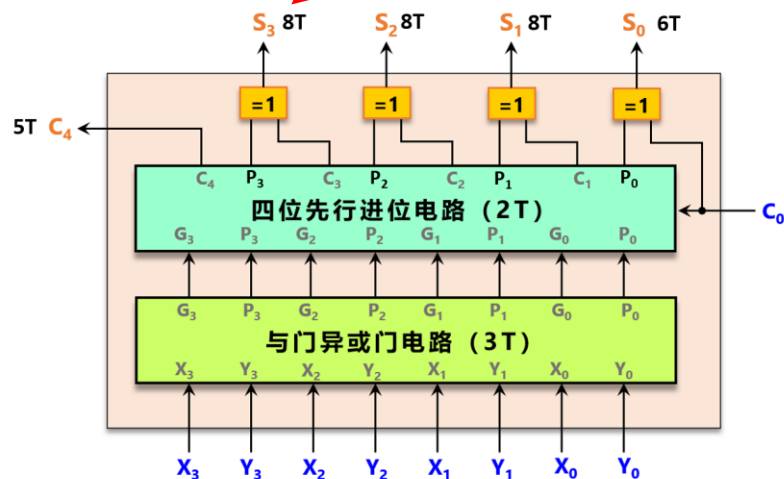 S₃ 8T S₂ 8T S₁ 8T S₀ 6T
=1 =1 =1 =1
5T C₄
C₄ P₃ C₃ P₂ C₂ P₁ C₁ P₀
四位先行进位电路（2T） C₀
G₃ P₃ G₂ P₂ G₁ P₁ G₀ P₀
G₃ P₃ G₂ P₂ G₁ P₁ G₀ P₀
与门异或门电路（3T）
X₃ Y₃ X₂ Y₂ X₁ Y₁ X₀ Y₀
X₃ Y₃ X₂ Y₂ X₁ Y₁ X₀ Y₀